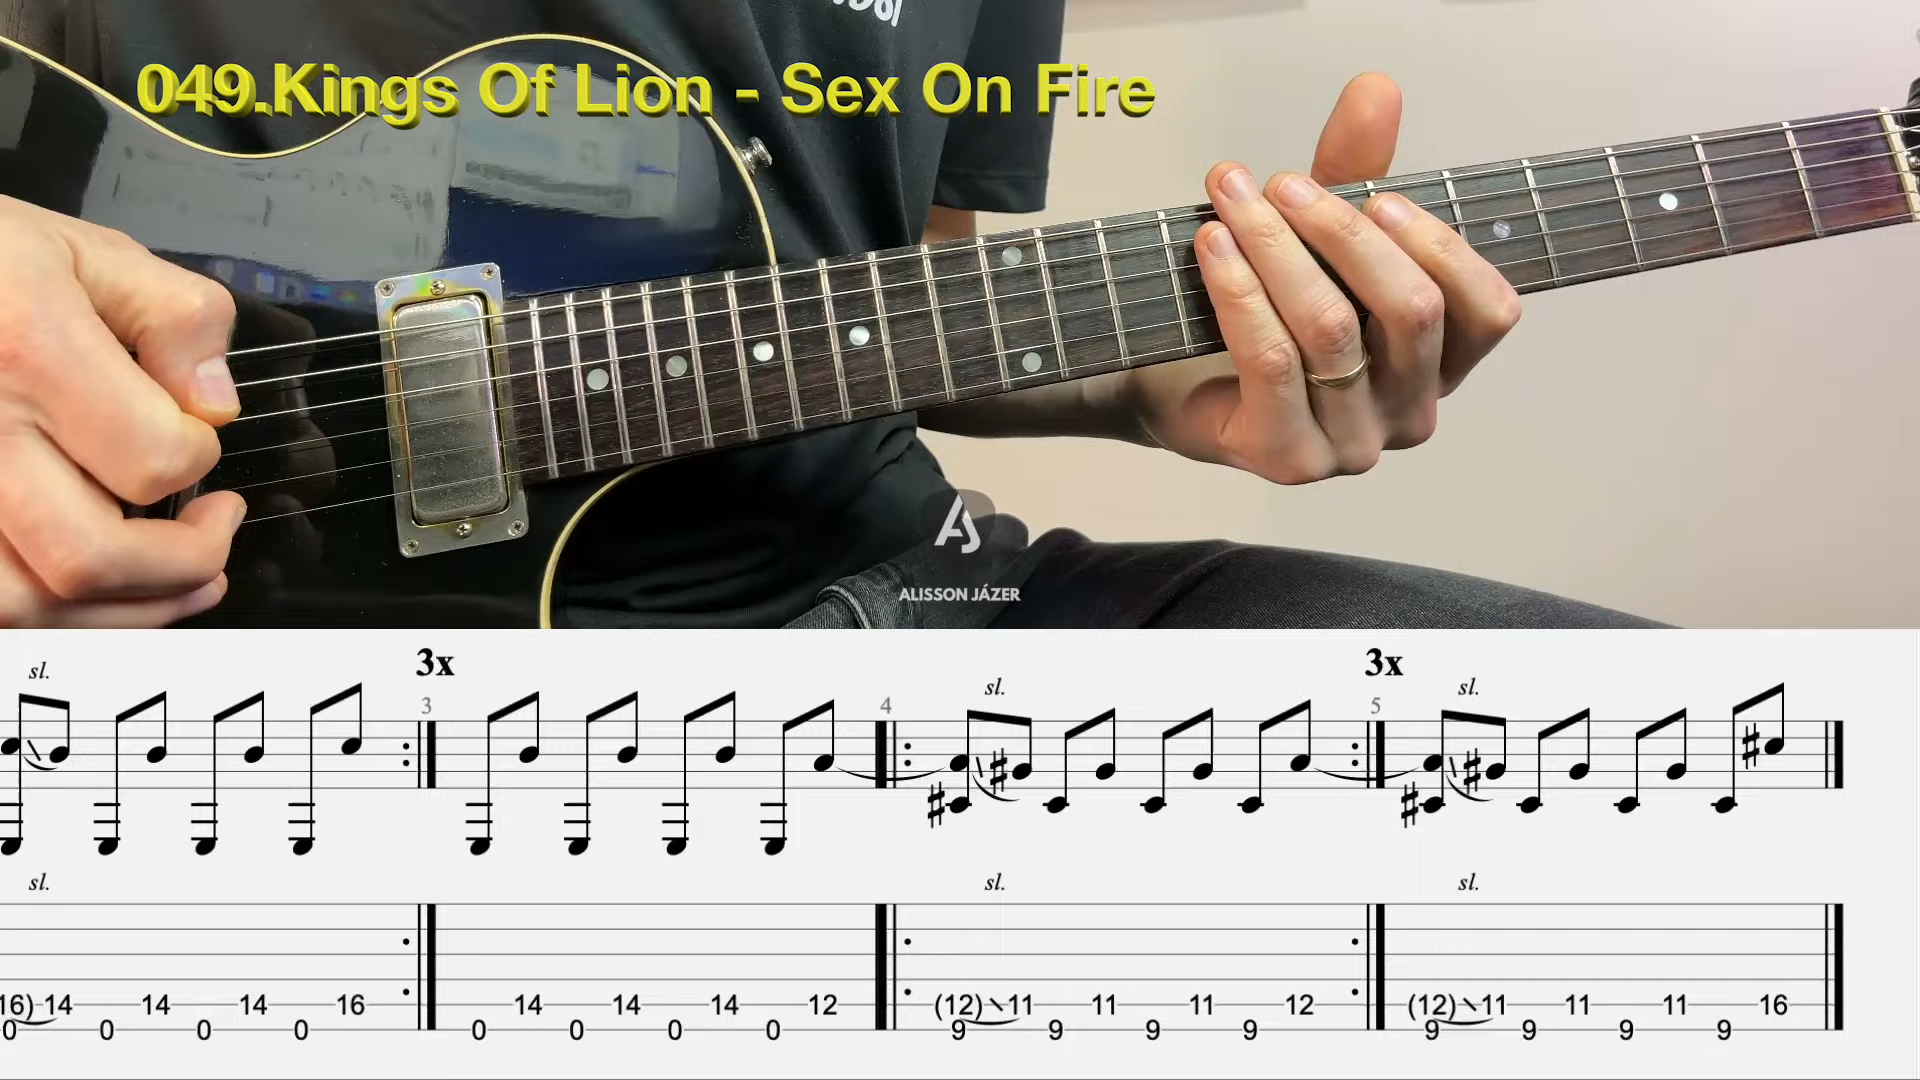 049.Kings Of Lion - Sex On Fire
ALISSON JÁZER
sl. 3x sl. 3x sl.
3 4 5
sl. sl. sl.
16) 14 14 14 16 14 14 14 12 (12) 11 11 11 12 (12) 11 11 11 16
0 0 0 0 0 0 0 0 9 9 9 9 9 9 9 9